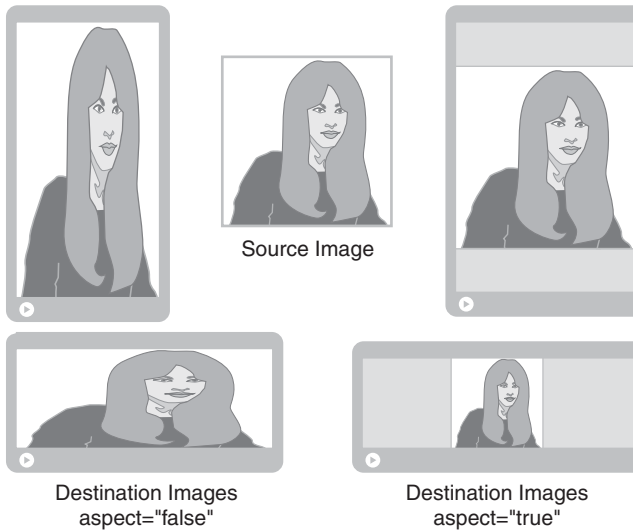 Source Image
Destination Images
aspect="false"
Destination Images
aspect="true"